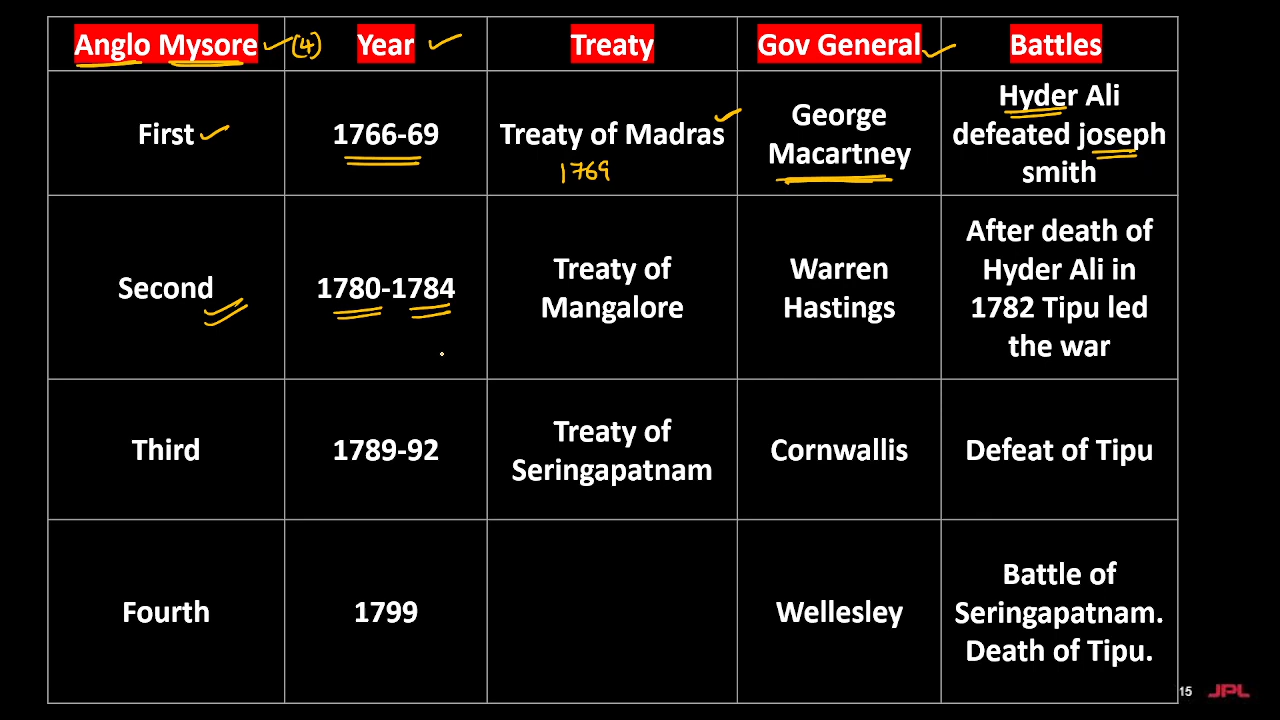 Anglo Mysore (4) Year Treaty Gov General Battles
First 1766-69 Treaty of Madras 1769 George
Macartney Hyder Ali
defeated joseph
smith
Second 1780-1784 Treaty of
Mangalore Warren
Hastings After death of
Hyder Ali in
1782 Tipu led
the war
Third 1789-92 Treaty of
Seringapatnam Cornwallis Defeat of Tipu
Fourth 1799 Wellesley Battle of
Seringapatnam.
Death of Tipu.
15 JPL